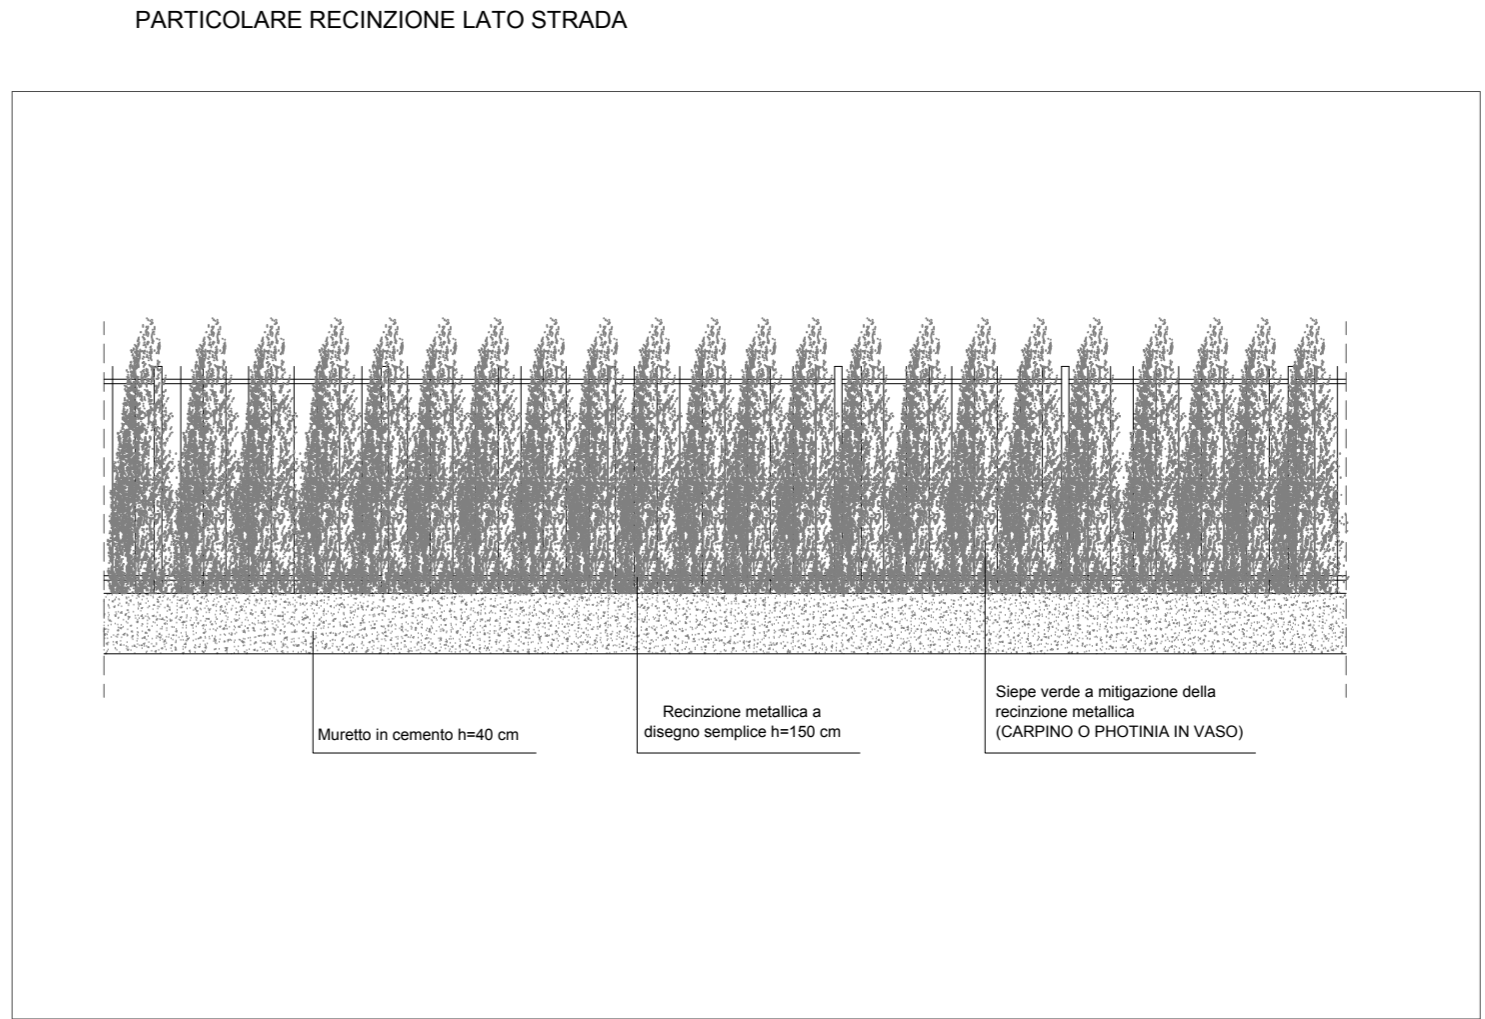 PARTICOLARE RECINZIONE LATO STRADA
Muretto in cemento h=40 cm
Recinzione metallica a
disegno semplice h=150 cm
Siepe verde a mitigazione della
recinzione metallica
(CARPINO O PHOTINIA IN VASO)